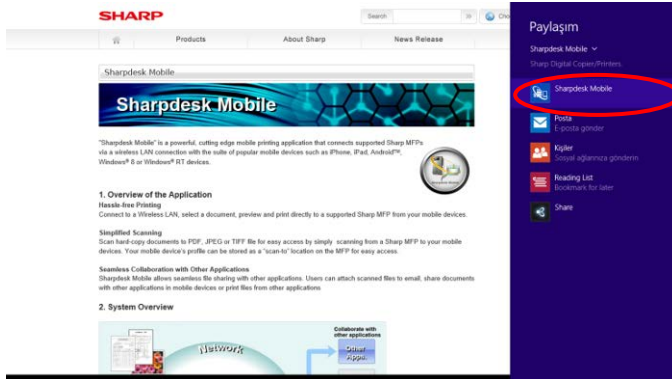 SHARP
Search
Products
About Sharp
News Release
Sharpdesk Mobile
Sharpdesk Mobile
"Sharpdesk Mobile" is a powerful, cutting edge mobile printing application that connects supported Sharp MFPs
via a wireless LAN connection with the suite of popular mobile devices such as iPhone, iPad, Android™,
Windows® 8 or Windows® RT devices.
1. Overview of the Application
Hassle-free Printing
Connect to a Wireless LAN, select a document, preview and print directly to a supported Sharp MFP from your mobile devices.
Simplified Scanning
Scan hard-copy documents to PDF, JPEG or TIFF file for easy access by simply scanning from a Sharp MFP to your mobile
devices. Your mobile device's profile can be stored as a "scan-to" location on the MFP for easy access.
Seamless Collaboration with Other Applications
Sharpdesk Mobile allows seamless file sharing with other applications. Users can attach scanned files to email, share documents
with other applications in mobile devices or print files from other applications
2. System Overview
Network
Collaborate with
other applications
Other
Apps.
Paylaşım
Sharpdesk Mobile
Sharp Digital Copier/Printers.
Sharpdesk Mobile
Posta
E-posta gönder
Kişiler
Sosyal ağlarınıza gönderin
Reading List
Bookmark for later
Share